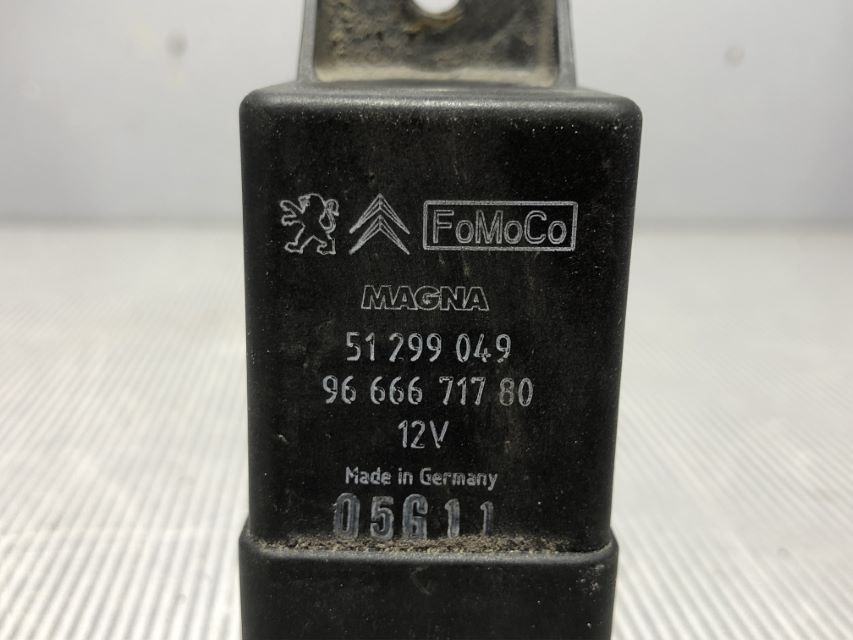 FoMoCo
MAGNA
51 299 049
96 666 717 80
12V
Made in Germany
05G11